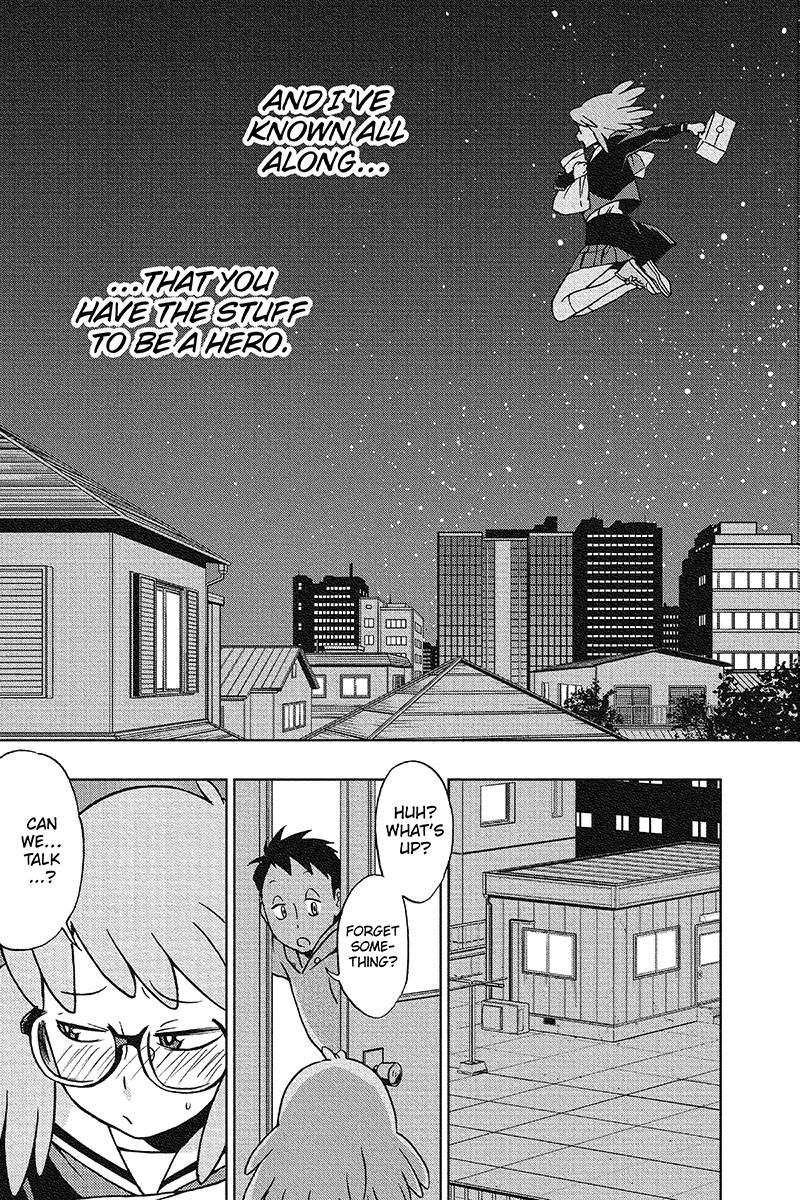 AND I'VE
KNOWN ALL
ALONG...
...THAT YOU
HAVE THE STUFF
TO BE A HERO.
HUH?
WHAT'S
UP?
FORGET
SOME-
THING?
CAN
WE...
TALK
...?